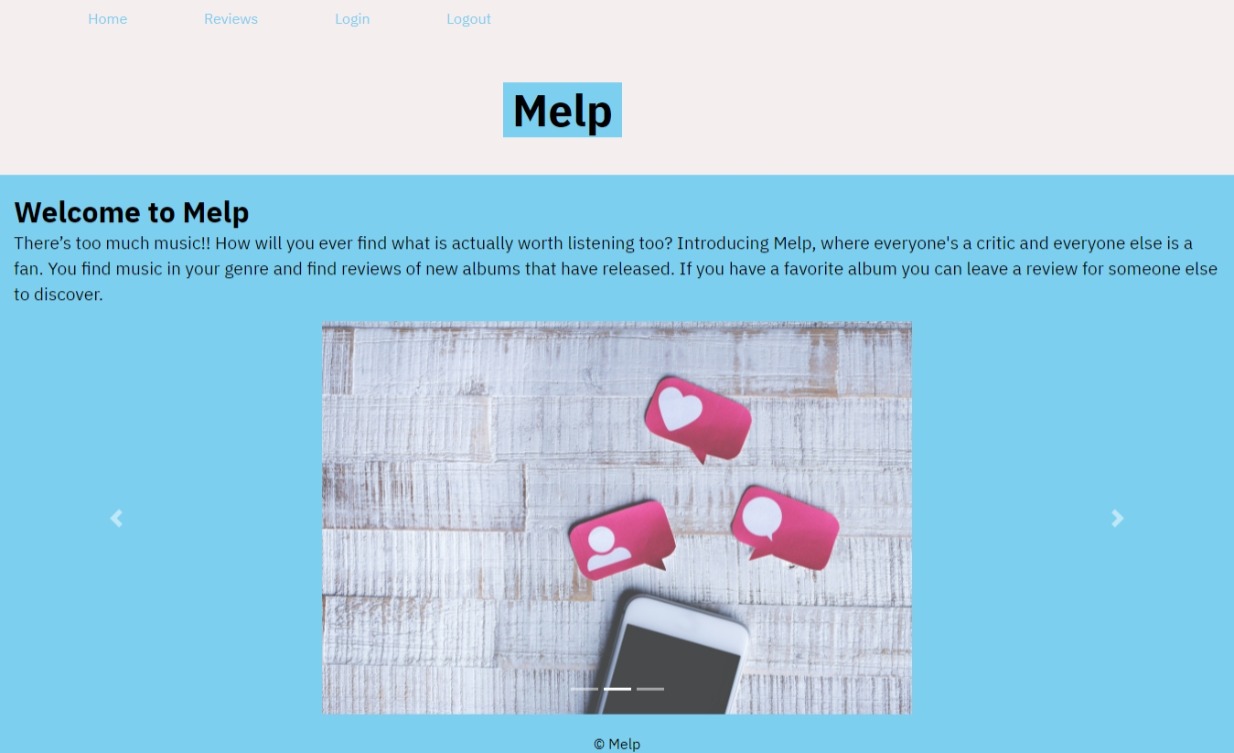 Home Reviews Login Logout
Melp
Welcome to Melp
There’s too much music!! How will you ever find what is actually worth listening too? Introducing Melp, where everyone's a critic and everyone else is a
fan. You find music in your genre and find reviews of new albums that have released. If you have a favorite album you can leave a review for someone else
to discover.
© Melp